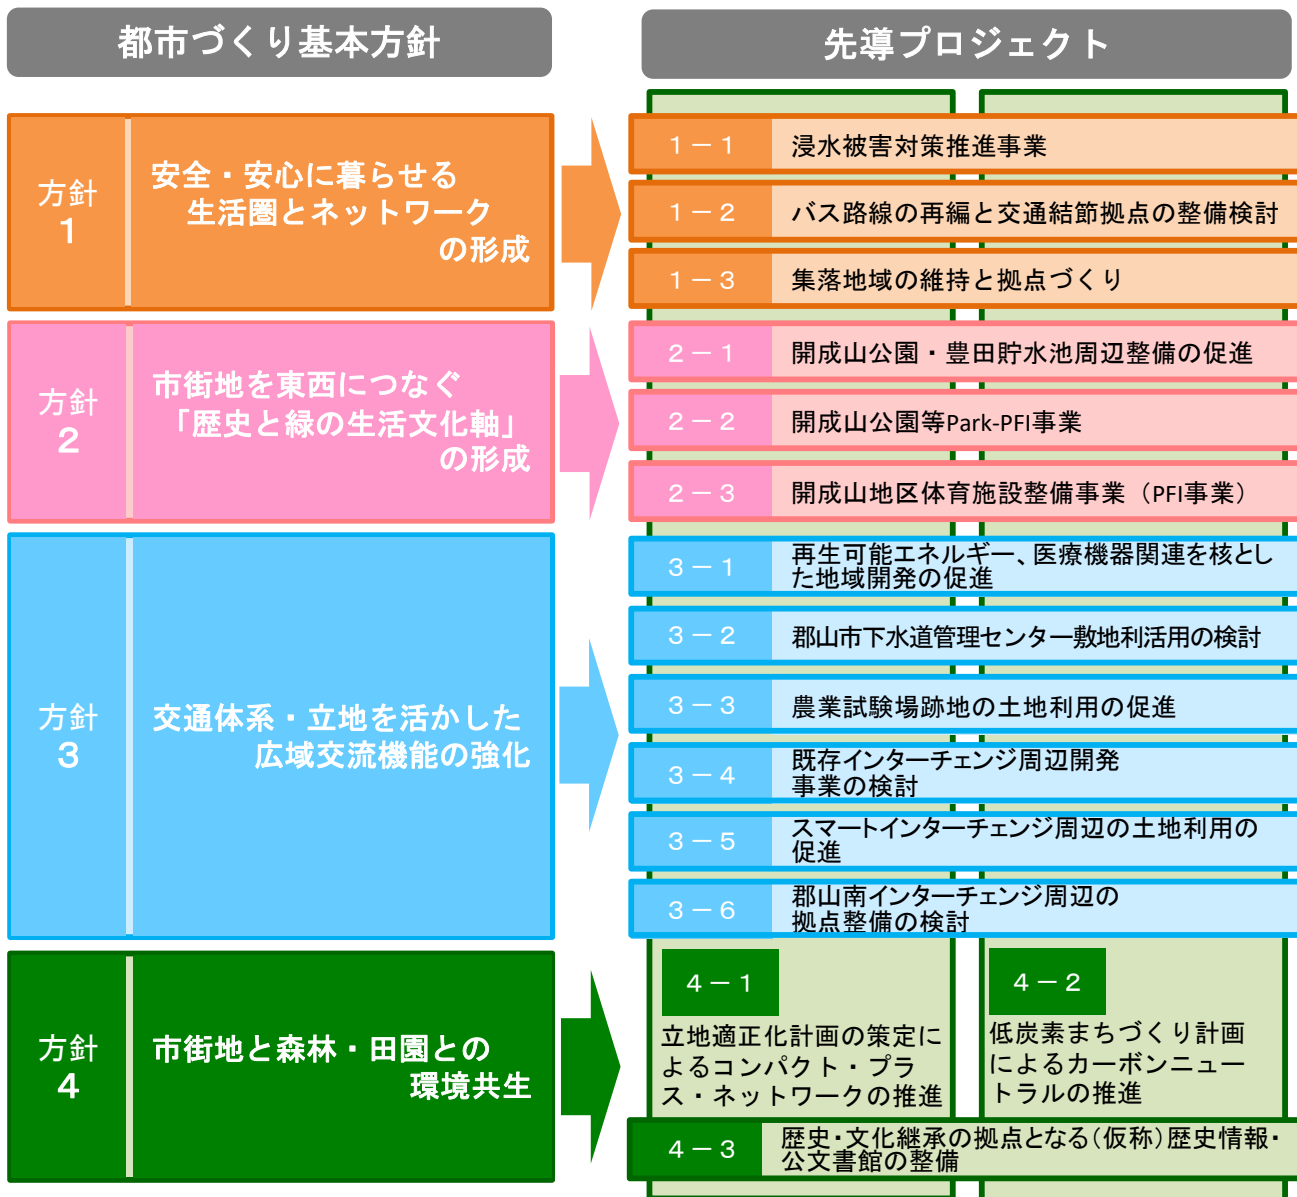 都市づくり基本方針
先導プロジェクト
方針
1
安全・安心に暮らせる
生活圏とネットワーク
の形成
1－1
浸水被害対策推進事業
1－2
バス路線の再編と交通結節拠点の整備検討
1－3
集落地域の維持と拠点づくり
方針
2
市街地を東西につなぐ
「歴史と緑の生活文化軸」
の形成
2－1
開成山公園・豊田貯水池周辺整備の促進
2－2
開成山公園等Park-PFI事業
2－3
開成山地区体育施設整備事業（PFI事業）
方針
3
交通体系・立地を活かした
広域交流機能の強化
3－1
再生可能エネルギー、医療機器関連を核とし
た地域開発の促進
3－2
郡山市下水道管理センター敷地利活用の検討
3－3
農業試験場跡地の土地利用の促進
3－4
既存インターチェンジ周辺開発
事業の検討
3－5
スマートインターチェンジ周辺の土地利用の
促進
3－6
郡山南インターチェンジ周辺の
拠点整備の検討
方針
4
市街地と森林・田園との
環境共生
4－1
立地適正化計画の策定に
よるコンパクト・プラ
ス・ネットワークの推進
4－2
低炭素まちづくり計画
によるカーボンニュー
トラルの推進
4－3
歴史・文化継承の拠点となる（仮称）歴史情報・
公文書館の整備